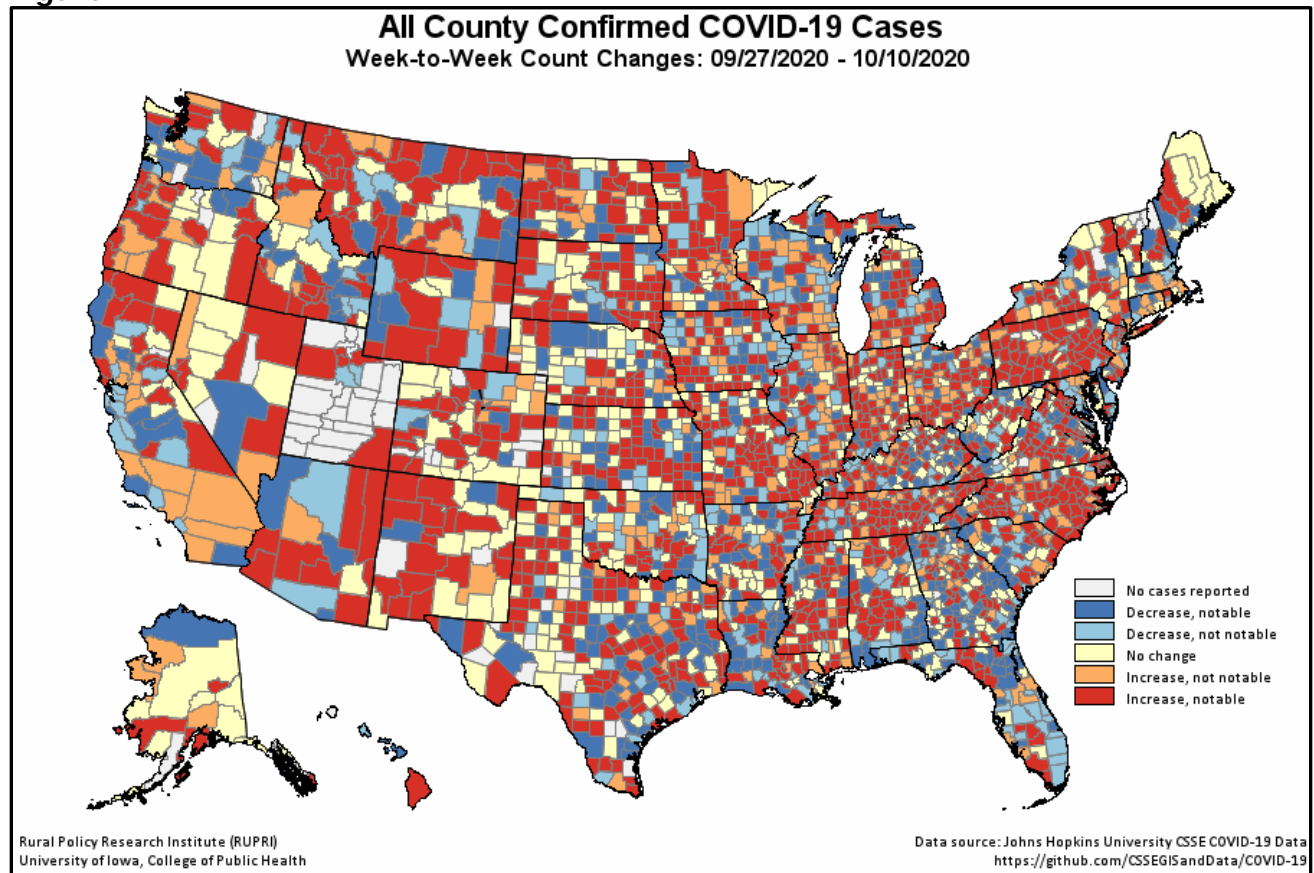 All County Confirmed COVID-19 Cases
Week-to-Week Count Changes: 09/27/2020 - 10/10/2020
No cases reported
Decrease, notable
Decrease, not notable
No change
Increase, not notable
Increase, notable
Rural Policy Research Institute (RUPRI)
University of Iowa, College of Public Health
Data source: Johns Hopkins University CSSE COVID-19 Data
https://github.com/CSSEGISandData/COVID-19